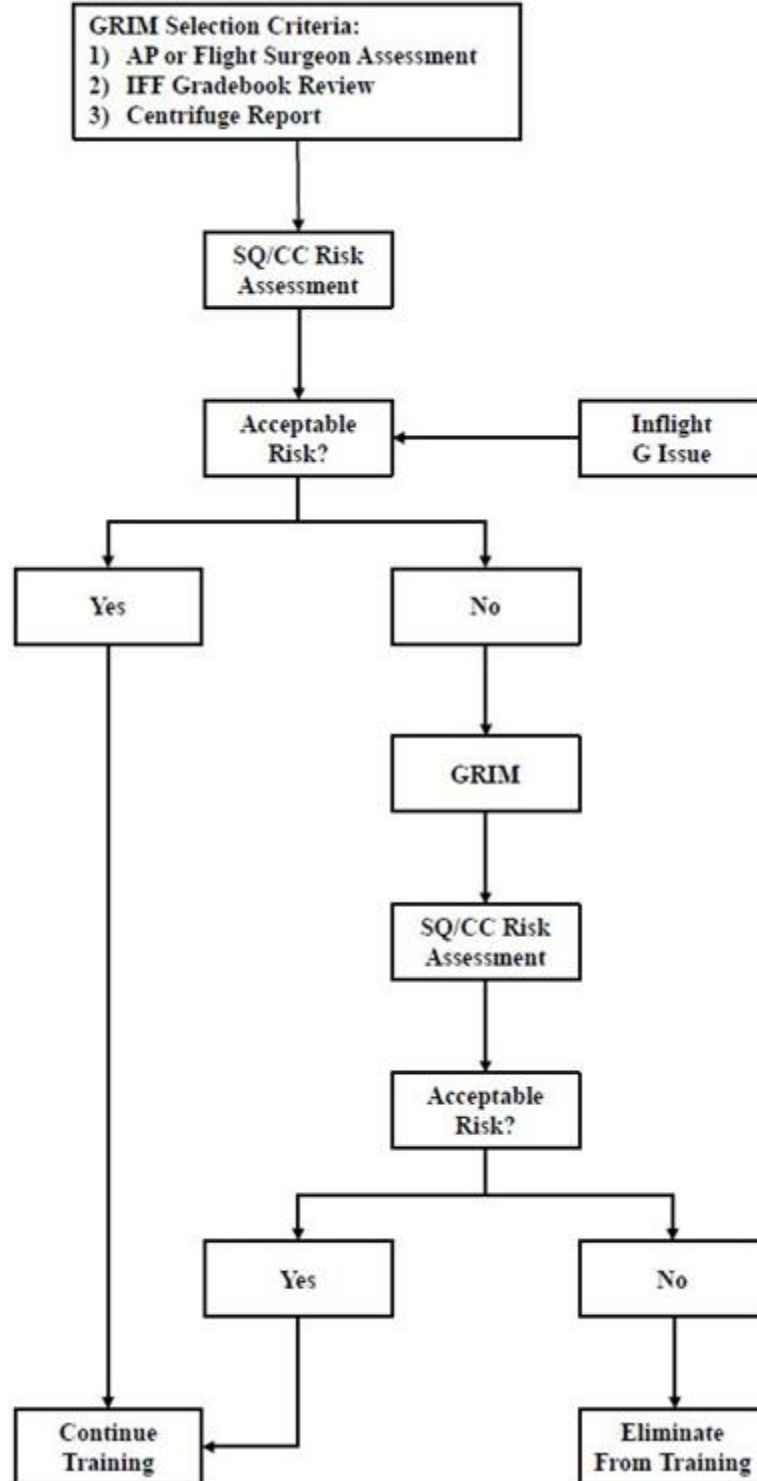 GRIM Selection Criteria:
1) AP or Flight Surgeon Assessment
2) IFF Gradebook Review
3) Centrifuge Report
SQ/CC Risk
Assessment
Acceptable
Risk?
Inflight
G Issue
Yes
No
GRIM
SQ/CC Risk
Assessment
Acceptable
Risk?
Yes
No
Continue
Training
Eliminate
From Training